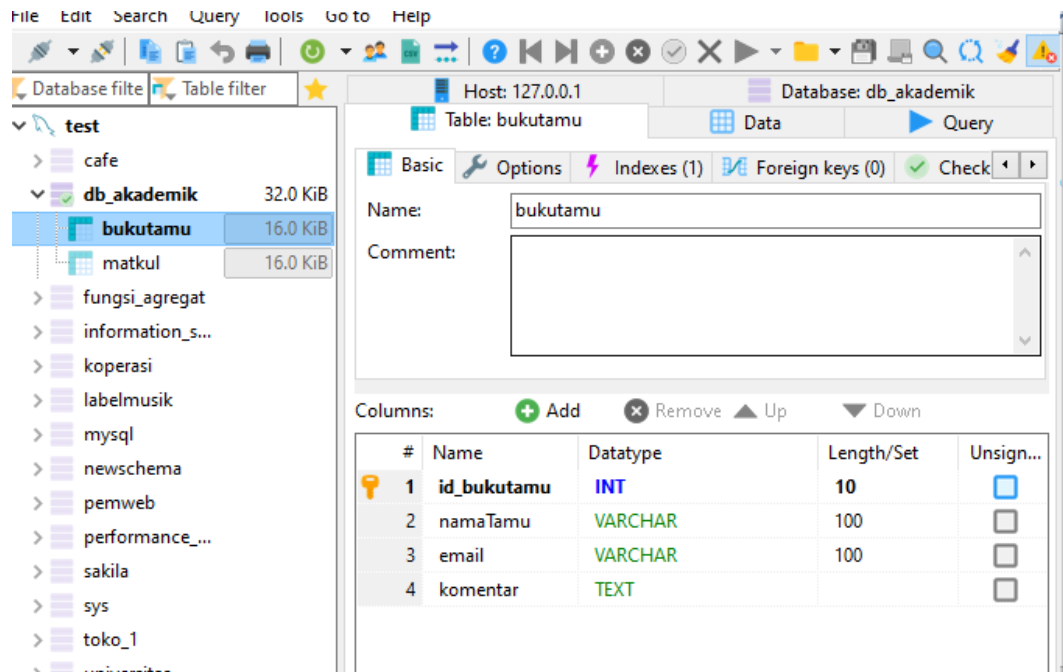 File Edit Search Query Tools Go to Help
Database filte Table filter
Host: 127.0.0.1 Database: db_akademik
Table: bukutamu Data Query
Basic Options Indexes (1) Foreign keys (0) Check
Name: bukutamu
Comment:
Columns: Add Remove Up Down
# Name Datatype Length/Set Unsign...
1 id_bukutamu INT 10
2 namaTamu VARCHAR 100
3 email VARCHAR 100
4 komentar TEXT
test
cafe
db_akademik 32.0 KiB
bukutamu 16.0 KiB
matkul 16.0 KiB
fungsi_agregat
information_s...
koperasi
labelmusik
mysql
newschema
pemweb
performance_...
sakila
sys
toko_1